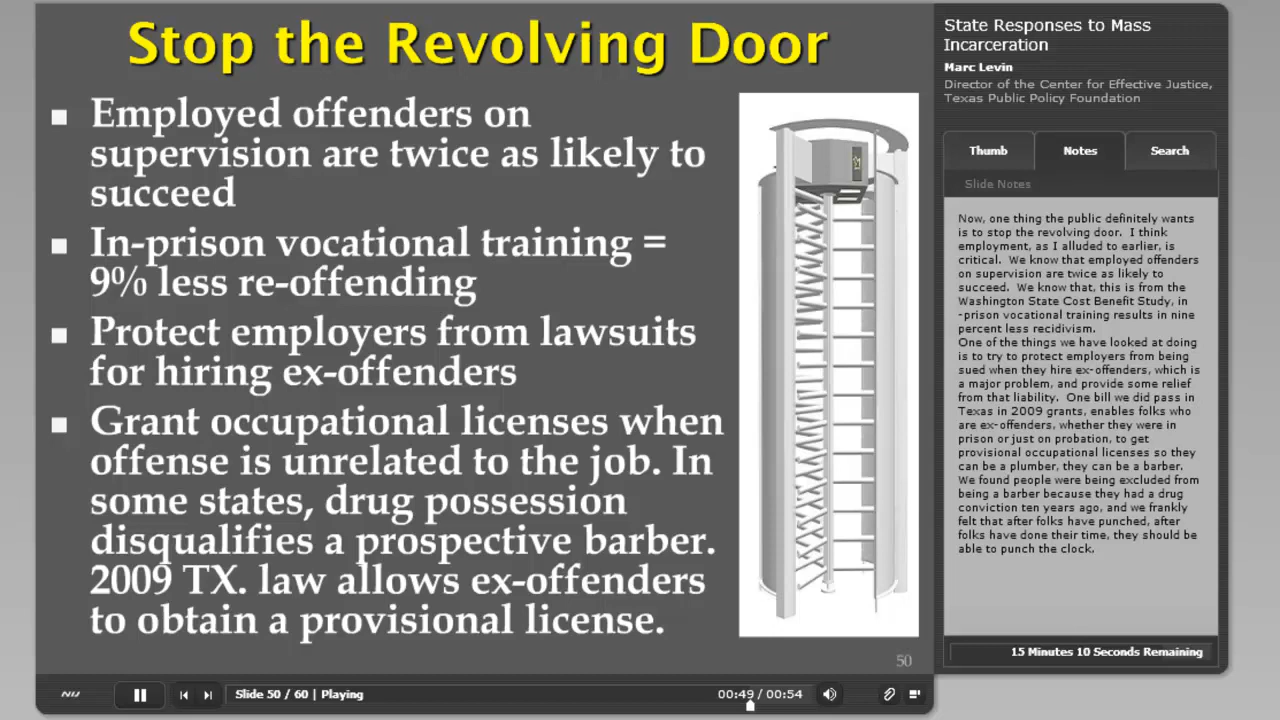 Stop the Revolving Door
■ Employed offenders on
supervision are twice as likely to
succeed
■ In-prison vocational training =
9% less re-offending
■ Protect employers from lawsuits
for hiring ex-offenders
■ Grant occupational licenses when
offense is unrelated to the job. In
some states, drug possession
disqualifies a prospective barber.
2009 TX. law allows ex-offenders
to obtain a provisional license.
50
State Responses to Mass
Incarceration
Marc Levin
Director of the Center for Effective Justice,
Texas Public Policy Foundation
Thumb Notes Search
Slide Notes
Now, one thing the public definitely wants
is to stop the revolving door. I think
employment, as I alluded to earlier, is
critical. We know that employed offenders
on supervision are twice as likely to
succeed. We know that, this is from the
Washington State Cost Benefit Study, in
-prison vocational training results in nine
percent less recidivism.
One of the things we have looked at doing
is to try to protect employers from being
sued when they hire ex-offenders, which is
a major problem, and provide some relief
from that liability. One bill we did pass in
Texas in 2009 grants, enables folks who
are ex-offenders, whether they were in
prison or just on probation, to get
provisional occupational licenses so they
can be a plumber, they can be a barber.
We found people were being excluded from
being a barber because they had a drug
conviction ten years ago, and we frankly
felt that after folks have punched, after
folks have done their time, they should be
able to punch the clock.
15 Minutes 10 Seconds Remaining
Slide 50 / 60 | Playing
00:49 / 00:54